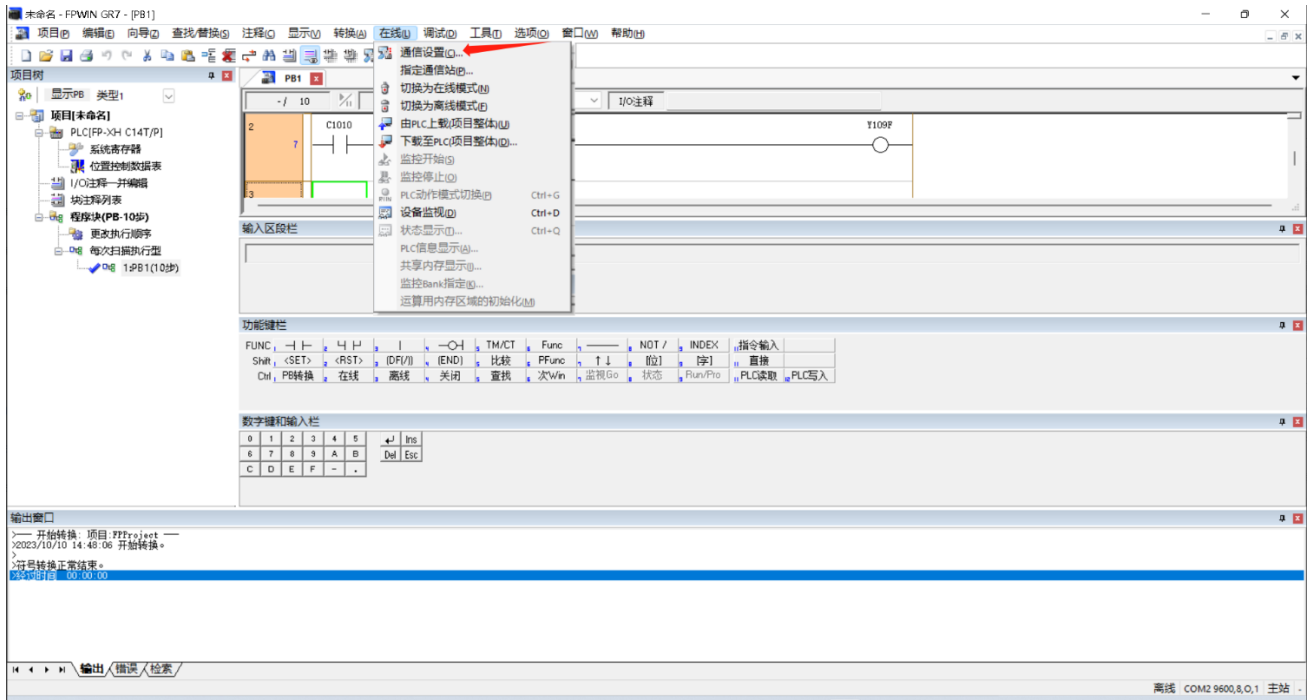 未命名 - FPWIN GR7 - [PB1]
项目(P) 编辑(E) 向导(Z) 查找/替换(S) 注释(C) 显示(V) 转换(A) 在线(L) 调试(D) 工具(T) 选项(O) 窗口(W) 帮助(H)
项目树
显示PB 类型1
项目[未命名]
PLC[FP-XH C14T/P]
系统寄存器
位置控制数据表
I/O注释一并编辑
块注释列表
程序块(PB-10步)
更改执行顺序
每次扫描执行型
1:PB1(10步)
PB1
-/ 10
I/O注释
2
7
C1010
Y109F
3
通信设置(C)...
指定通信站(P)...
切换为在线模式(N)
切换为离线模式(F)
由PLC上载(项目整体)(U)
下载至PLC(项目整体)(D)...
监控开始(S)
监控停止(O)
PLC动作模式切换(P) Ctrl+G
设备监视(D) Ctrl+D
状态显示(T)... Ctrl+Q
PLC信息显示(A)...
共享内存显示(I)...
监控Bank指定(K)...
运算用内存区域的初始化(M)
输入区段栏
功能键栏
FUNC TM/CT Func NOT / INDEX 指令输入
Shift <SET> <RST> (DF(/)) (END) 比较 PFunc ↑↓ [位] [字] 直接
Ctrl PB转换 在线 离线 关闭 查找 次Win 监视Go 状态 Run/Pro PLC读取 PLC写入
数字键和输入栏
0 1 2 3 4 5 ↵ Ins
6 7 8 9 A B Del Esc
C D E F - .
输出窗口
>── 开始转换: 项目:FPProject ──
>2023/10/10 14:48:06 开始转换。
>
>符号转换正常结束。
>经过时间 00:00:00
输出 错误 检索
离线 COM2 9600,8,O,1 主站